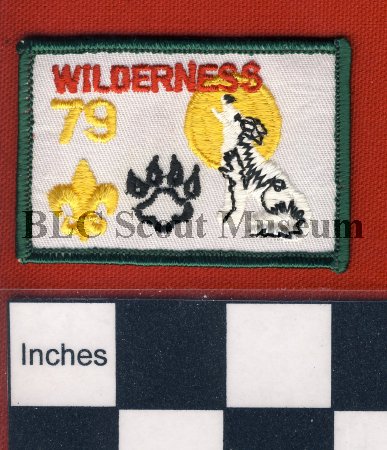 WILDERNESS
79
BLC Scout Museum
Inches